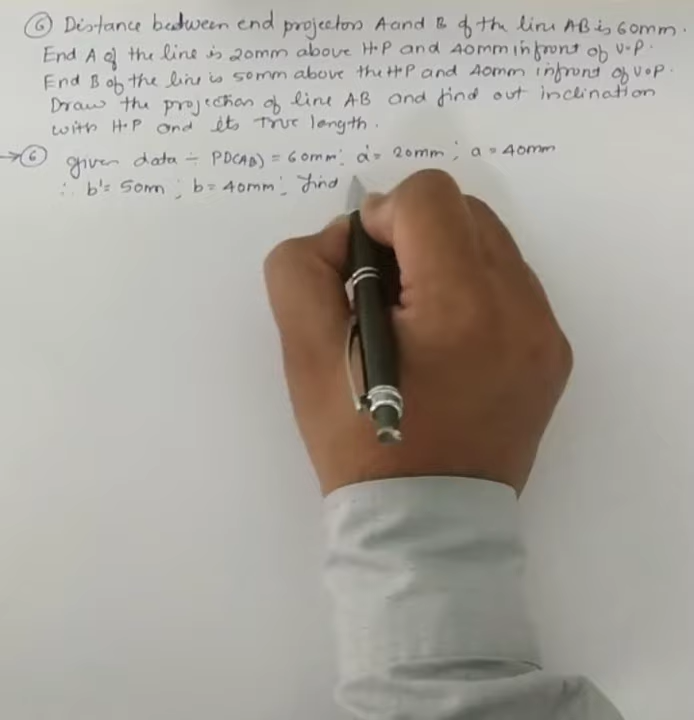 ⑥ Distance between end projectors A and B of the line AB is 60mm.
End A of the line is 20mm above H.P and 40mm infront of V.P.
End B of the line is 50mm above the H.P and 40mm infront of V.P.
Draw the projection of line AB and find out inclination
with H.P and its True length.
→⑥ given data ÷ PD(AB) = 60mm; a' = 20mm; a = 40mm
∴ b' = 50m; b = 40mm; find